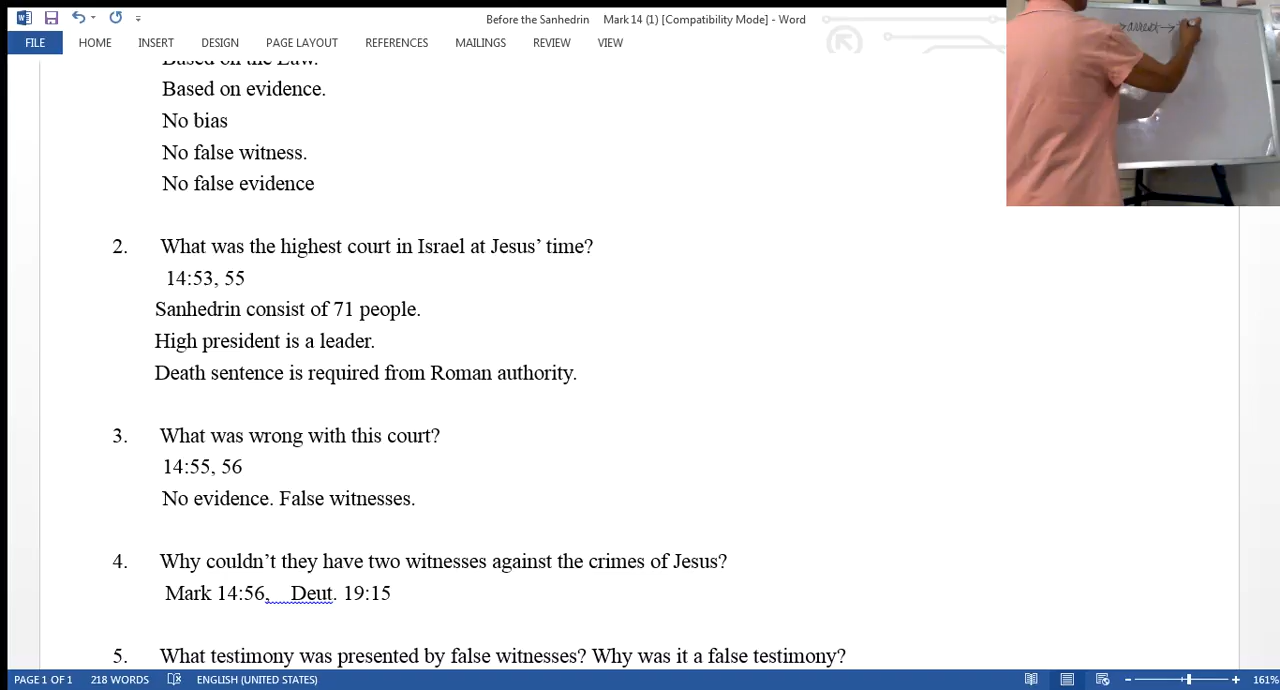 Before the Sanhedrin Mark 14 (1) [Compatibility Mode] - Word
FILE HOME INSERT DESIGN PAGE LAYOUT REFERENCES MAILINGS REVIEW VIEW
Based on the Law.
Based on evidence.
No bias
No false witness.
No false evidence
2. What was the highest court in Israel at Jesus’ time?
14:53, 55
Sanhedrin consist of 71 people.
High president is a leader.
Death sentence is required from Roman authority.
3. What was wrong with this court?
14:55, 56
No evidence. False witnesses.
4. Why couldn’t they have two witnesses against the crimes of Jesus?
Mark 14:56, Deut. 19:15
5. What testimony was presented by false witnesses? Why was it a false testimony?
PAGE 1 OF 1 218 WORDS ENGLISH (UNITED STATES) 161%